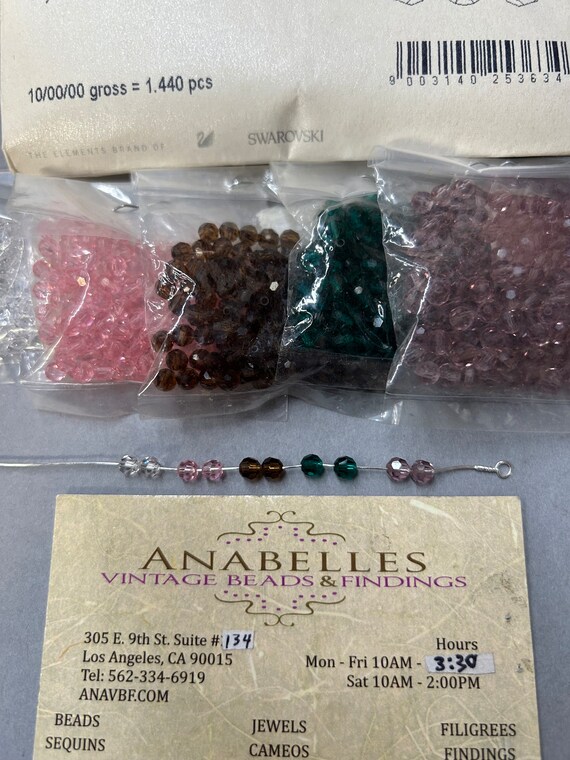 10/00/00 gross = 1.440 pcs
9 003140 253634
THE ELEMENTS BRAND OF SWAROVSKI
ANABELLES
VINTAGE BEADS & FINDINGS
305 E. 9th St. Suite # 134
Los Angeles, CA 90015
Tel: 562-334-6919
ANAVBF.COM
Hours
Mon - Fri 10AM - 3:30
Sat 10AM - 2:00PM
BEADS JEWELS FILIGREES
SEQUINS CAMEOS FINDINGS